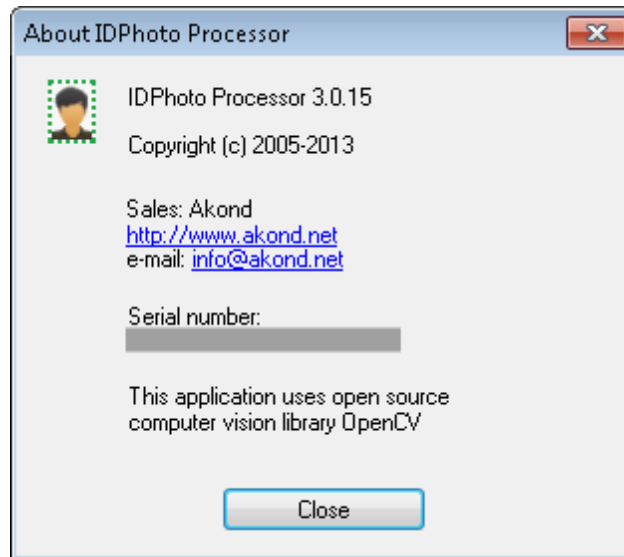 About IDPhoto Processor
IDPhoto Processor 3.0.15
Copyright (c) 2005-2013
Sales: Akond
http://www.akond.net
e-mail: info@akond.net
Serial number:
This application uses open source
computer vision library OpenCV
Close